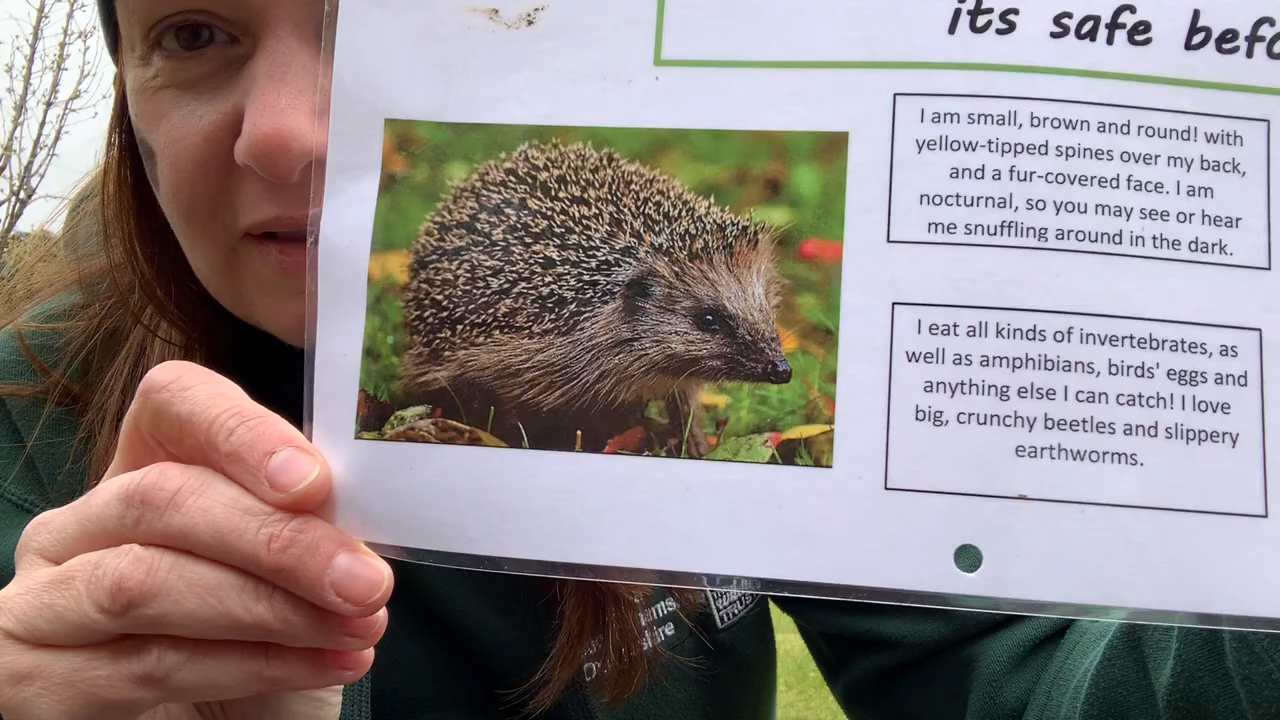 its safe
I am small, brown and round! with
yellow-tipped spines over my back,
and a fur-covered face. I am
nocturnal, so you may see or hear
me snuffling around in the dark.
I eat all kinds of invertebrates, as
well as amphibians, birds' eggs and
anything else I can catch! I love
big, crunchy beetles and slippery
earthworms.